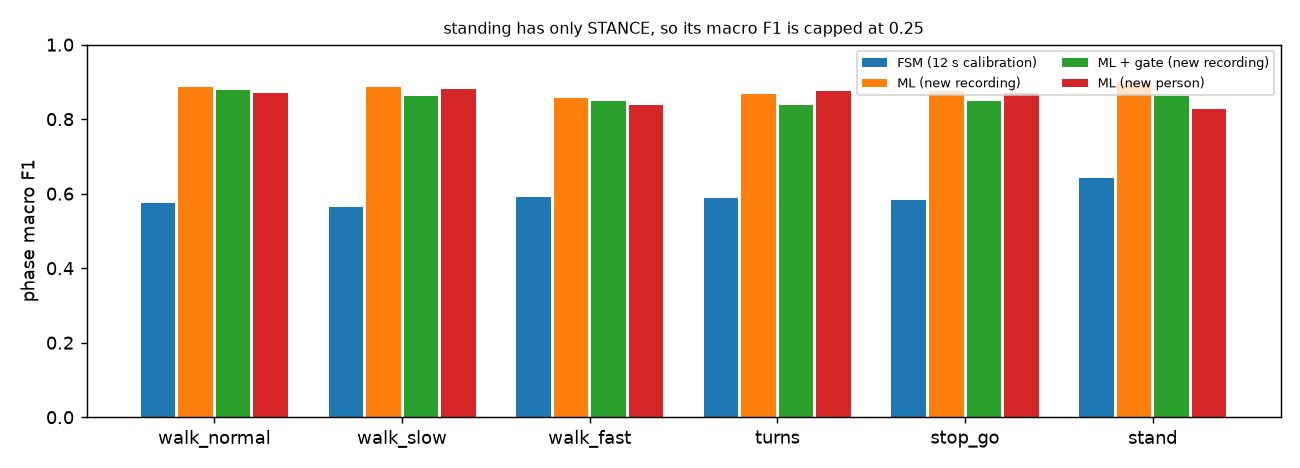 standing has only STANCE, so its macro F1 is capped at 0.25
FSM (12 s calibration)
ML (new recording)
ML + gate (new recording)
ML (new person)
phase macro F1
1.0
0.8
0.6
0.4
0.2
0.0
walk_normal
walk_slow
walk_fast
turns
stop_go
stand